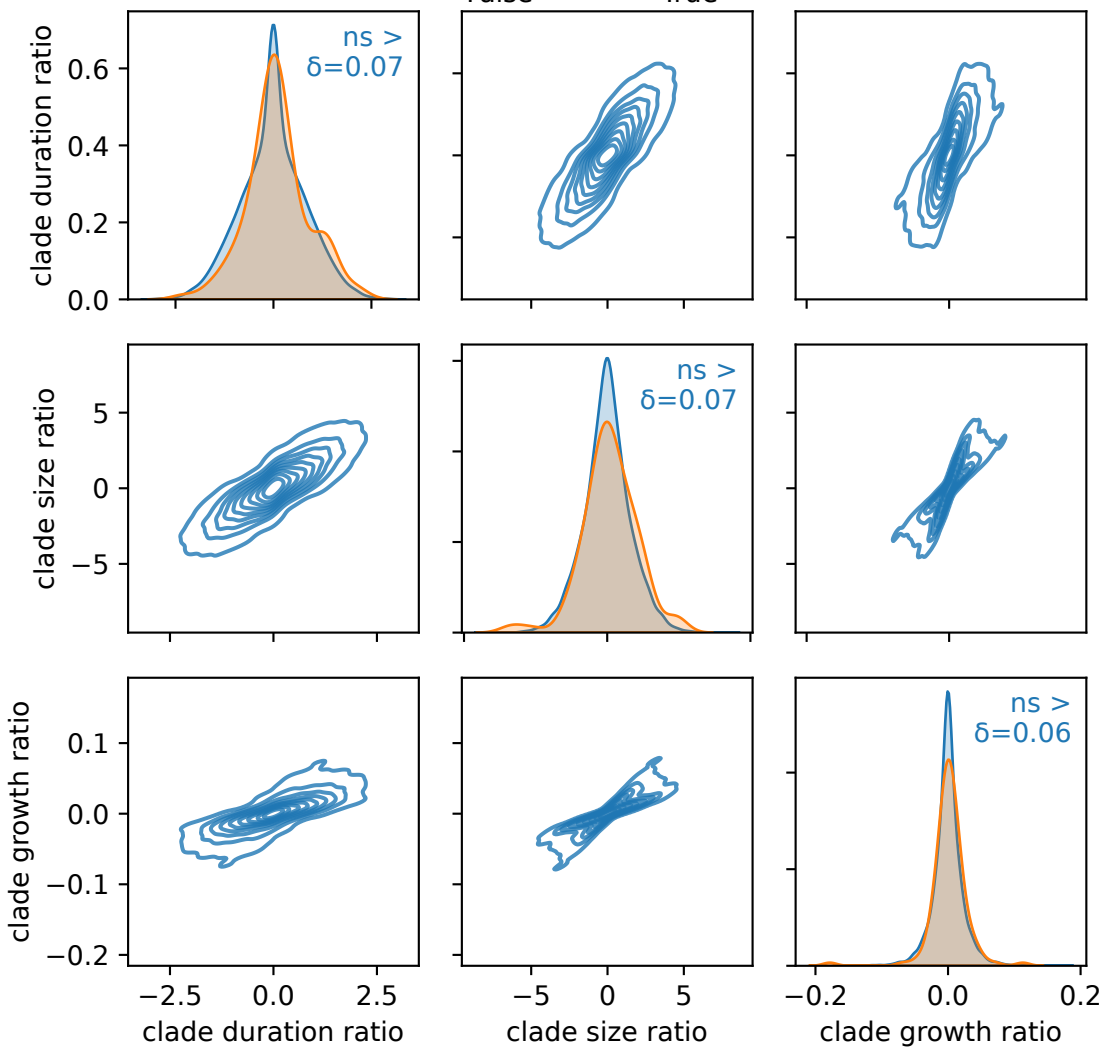 clade duration ratio
0.6
0.4
0.2
0.0
ns >
δ=0.07
clade size ratio
5
0
−5
ns >
δ=0.07
clade growth ratio
0.1
0.0
−0.1
−0.2
ns >
δ=0.06
−2.5 0.0 2.5
−5 0 5
−0.2 0.0 0.2
clade duration ratio
clade size ratio
clade growth ratio